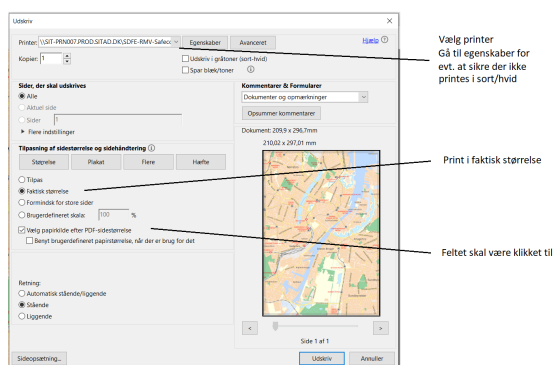 Udskriv
Printer: \\SIT-PRN007.PROD.SITAD.DK\SDFE-RMV-Safecc Egenskaber Avanceret Hjælp
Kopier: 1 Udskriv i gråtoner (sort-hvid)
Spar blæk/toner
Sider, der skal udskrives
Alle
Aktuel side
Sider 1
Flere indstillinger
Tilpasning af sidestørrelse og sidehåndtering
Størrelse Plakat Flere Hæfte
Tilpas
Faktisk størrelse
Formindsk for store sider
Brugerdefineret skala: 100 %
Vælg papirkilde efter PDF-sidestørrelse
Benyt brugerdefineret papirstørrelse, når der er brug for det
Retning:
Automatisk stående/liggende
Stående
Liggende
Kommentarer & Formularer
Dokumenter og opmærkninger
Opsummer kommentarer
Dokument: 209,9 x 296,7mm
210,02 x 297,01 mm
< >
Side 1 af 1
Sideopsætning... Udskriv Annuller
Vælg printer
Gå til egenskaber for
evt. at sikre der ikke
printes i sort/hvid
Print i faktisk størrelse
Feltet skal være klikket til